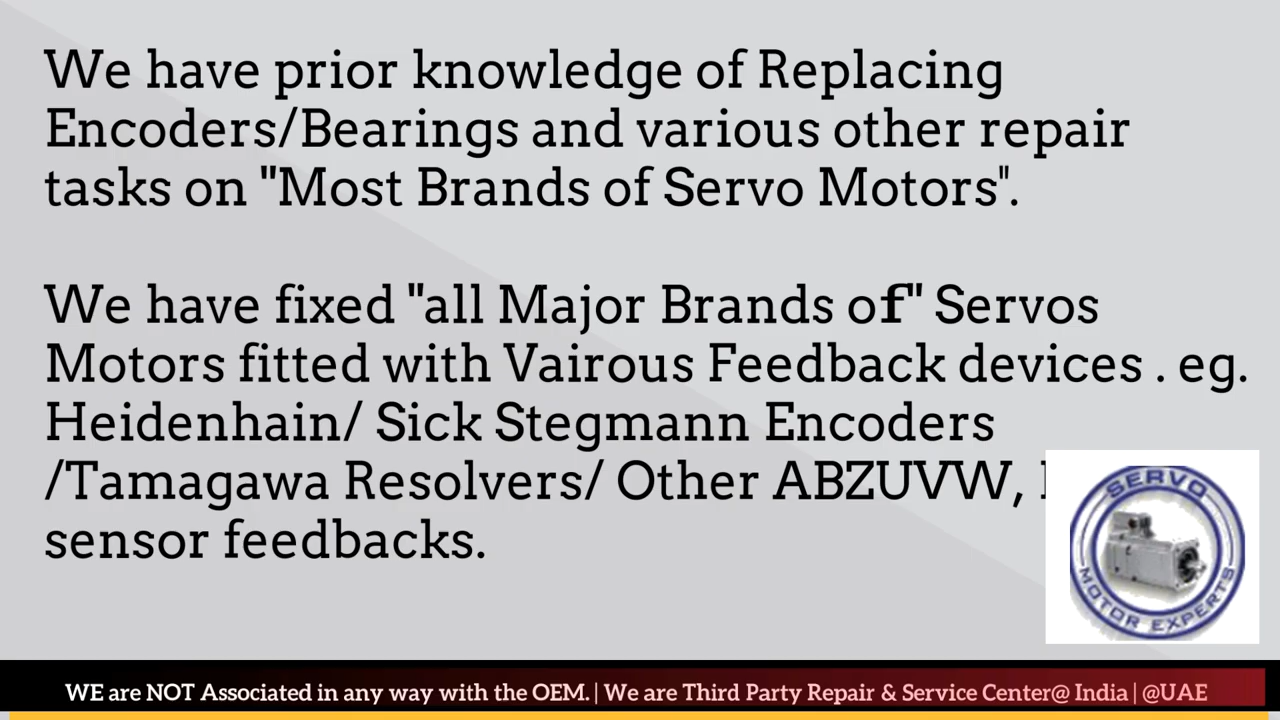 We have prior knowledge of Replacing
Encoders/Bearings and various other repair
tasks on "Most Brands of Servo Motors".
We have fixed "all Major Brands of" Servos
Motors fitted with Vairous Feedback devices . eg.
Heidenhain/ Sick Stegmann Encoders
/Tamagawa Resolvers/ Other ABZUVW,
sensor feedbacks.
SERVO
MOTOR EXPERTS
WE are NOT Associated in any way with the OEM. | We are Third Party Repair & Service Center@ India | @UAE